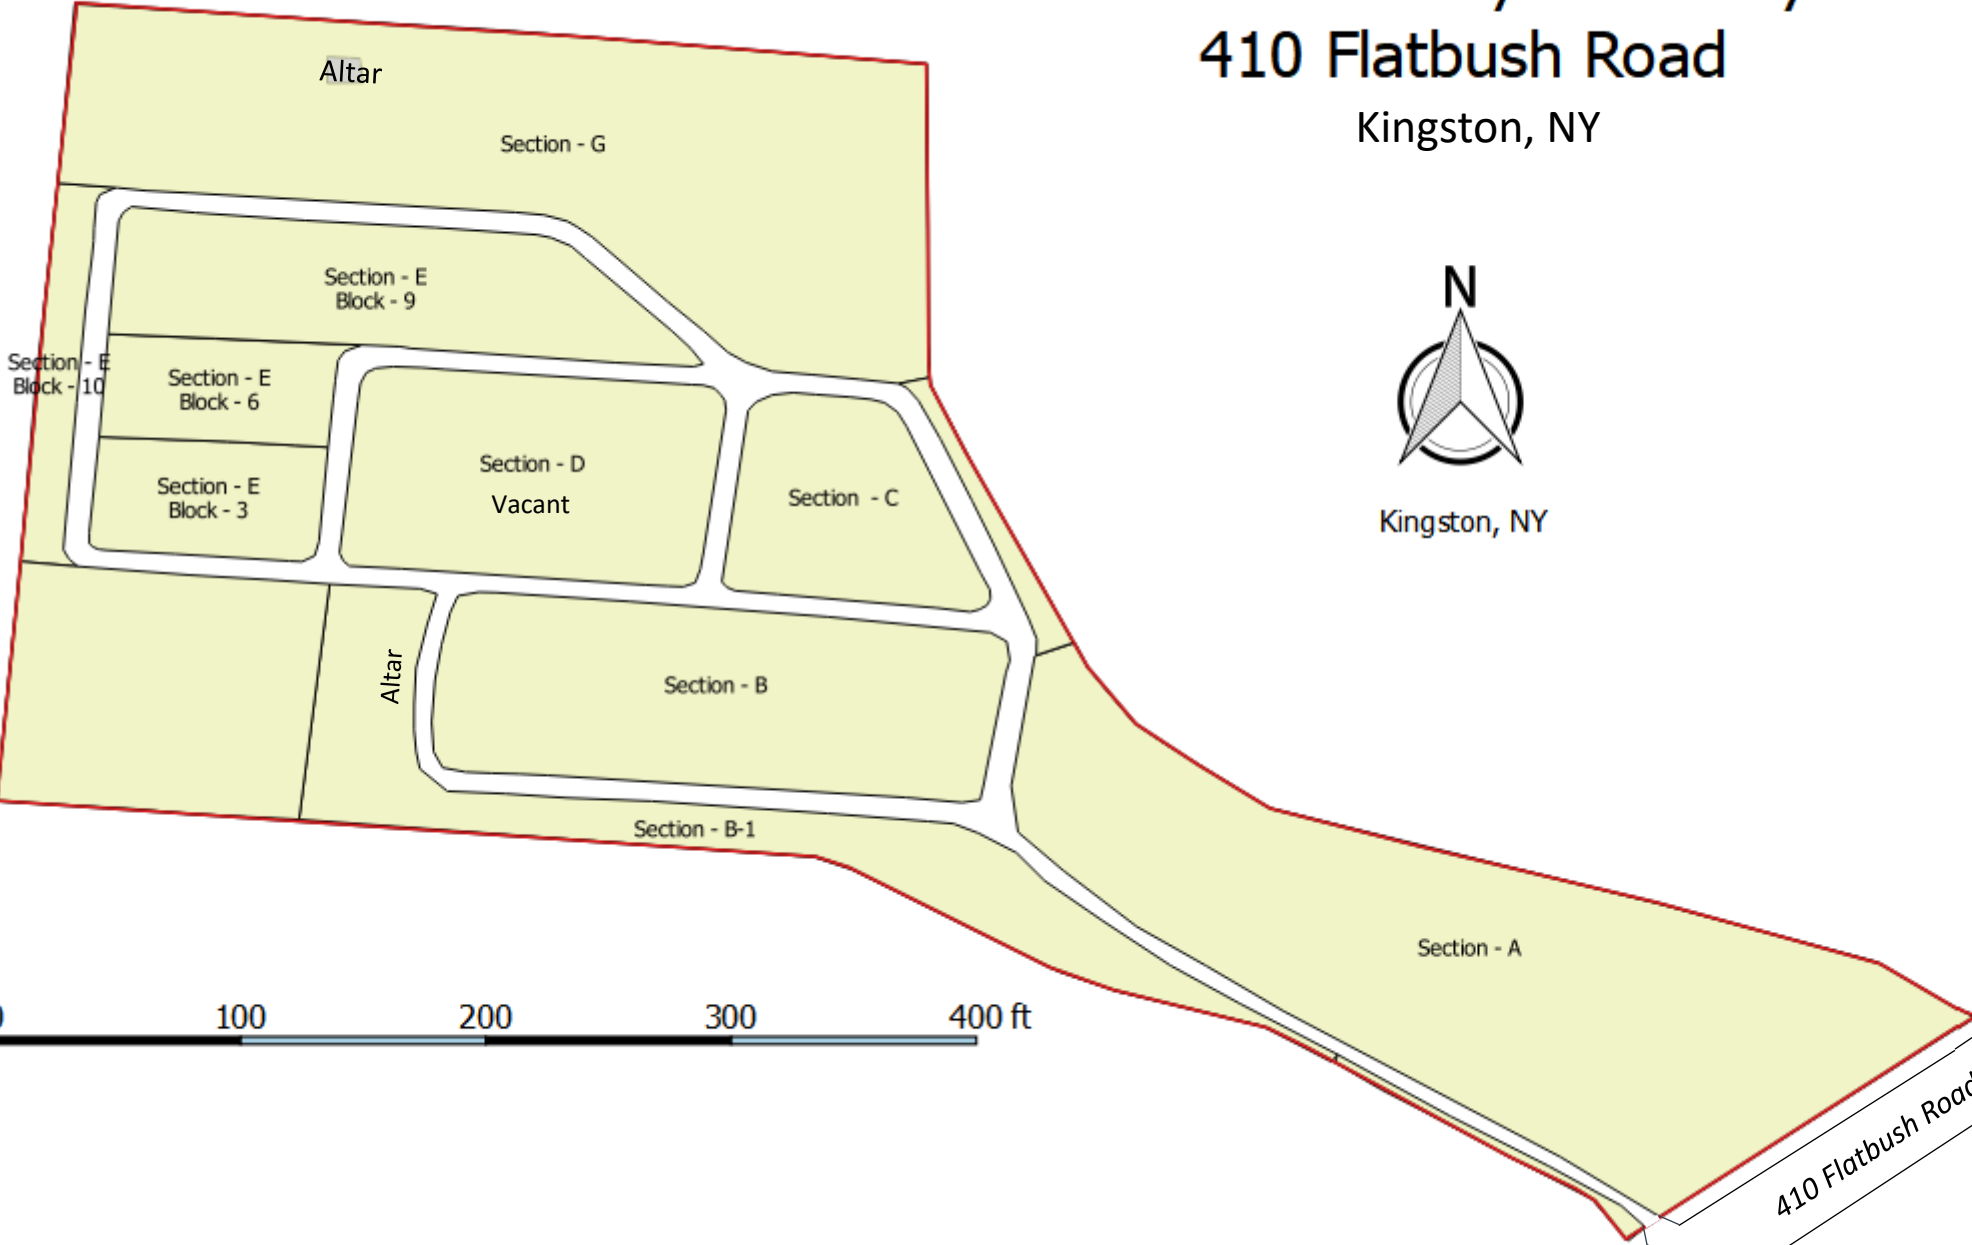 410 Flatbush Road
Kingston, NY
Altar
Section - G
N
Section - E
Block - 9
Section - E
Block - 10
Section - E
Block - 6
Section - D
Vacant
Section - C
Section - E
Block - 3
Kingston, NY
Altar
Section - B
Section - B-1
Section - A
100 200 300 400 ft
410 Flatbush Road